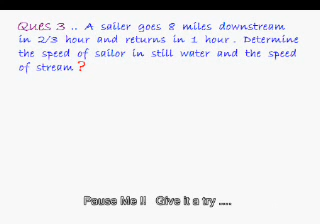 Ques 3 .. A sailer goes 8 miles downstream
in 2/3 hour and returns in 1 hour . Determine
the speed of sailor in still water and the speed
of stream ?
Pause Me !! Give it a try ....